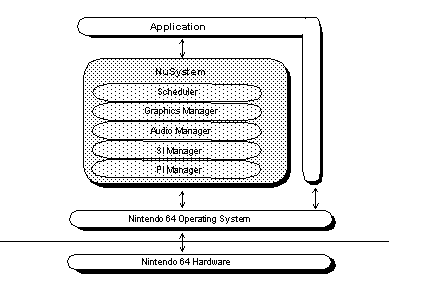 Application
NuSystem
Scheduler
Graphics Manager
Audio Manager
SI Manager
PI Manager
Nintendo 64 Operating System
Nintendo 64 Hardware